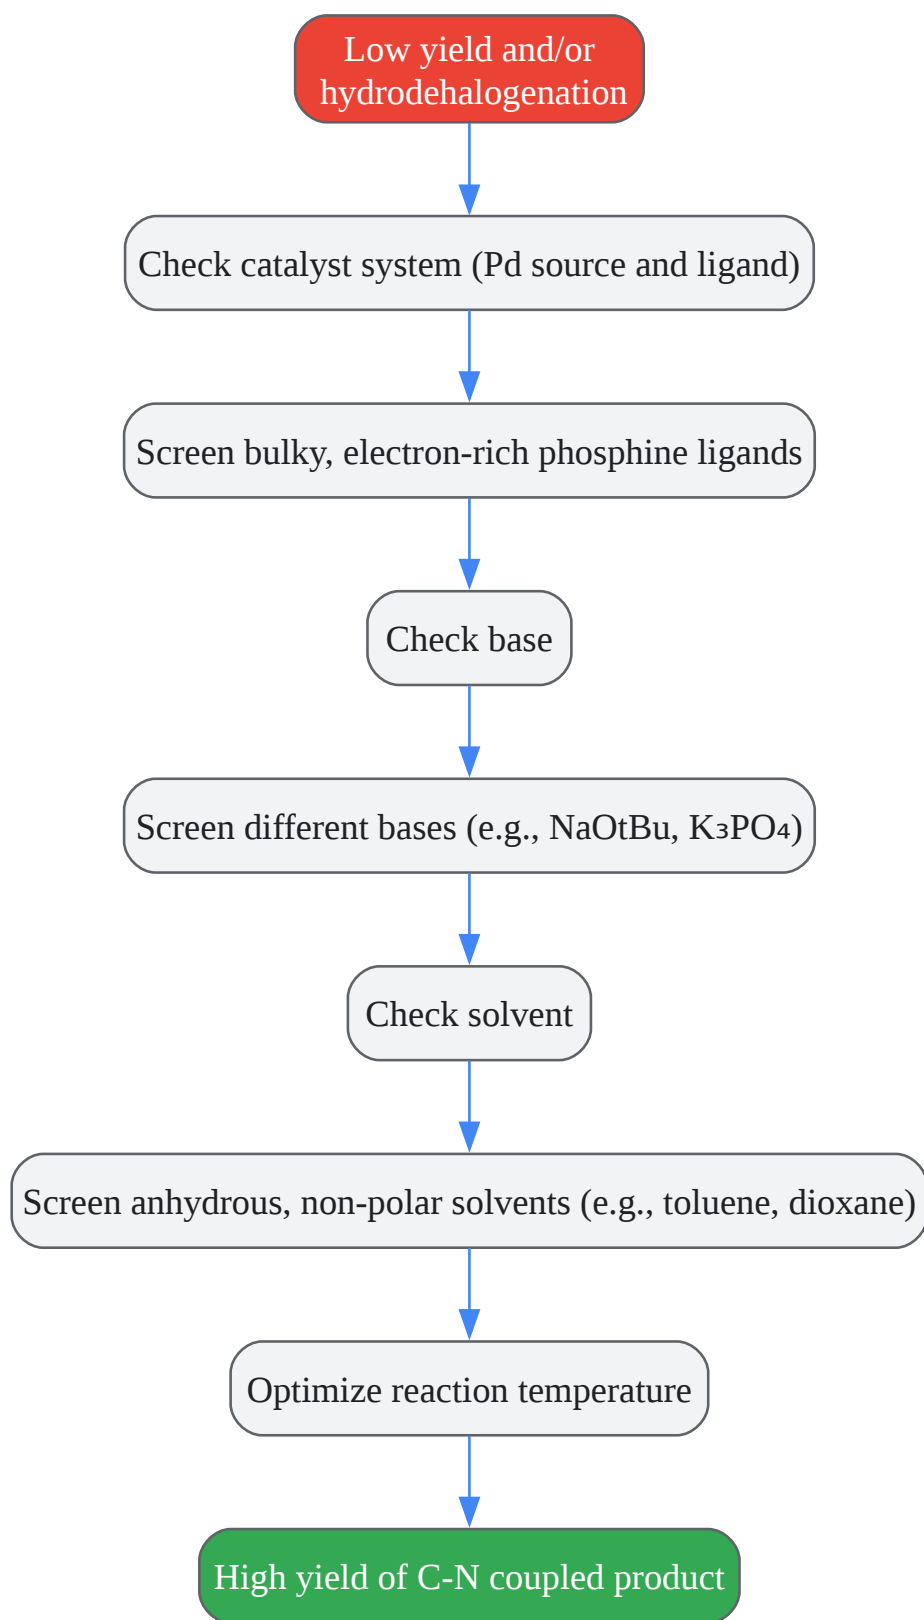 Low yield and/or
hydrodehalogenation
Check catalyst system (Pd source and ligand)
Screen bulky, electron-rich phosphine ligands
Check base
Screen different bases (e.g., NaOtBu, K₃PO₄)
Check solvent
Screen anhydrous, non-polar solvents (e.g., toluene, dioxane)
Optimize reaction temperature
High yield of C-N coupled product